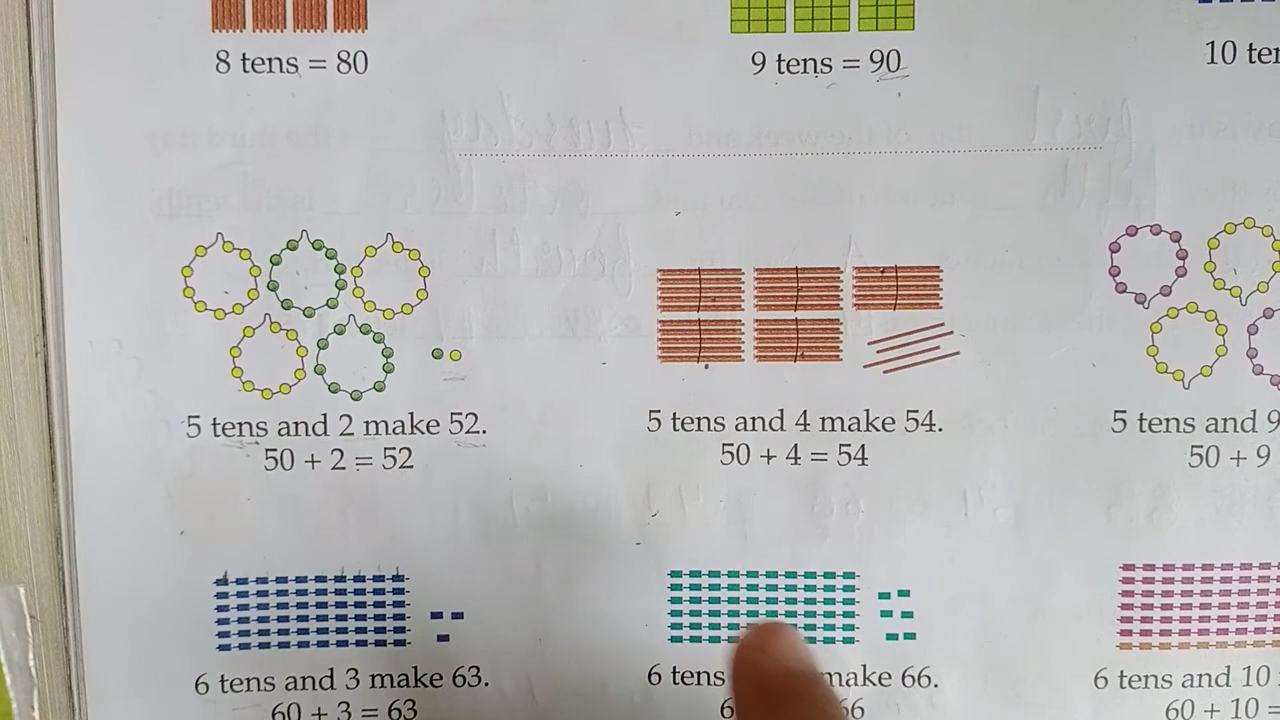 8 tens = 80
9 tens = 90
10 ten
5 tens and 2 make 52.
50 + 2 = 52
5 tens and 4 make 54.
50 + 4 = 54
5 tens and 9
50 + 9
6 tens and 3 make 63.
60 + 3 = 63
6 tens make 66.
6 66
6 tens and 10
60 + 10 =